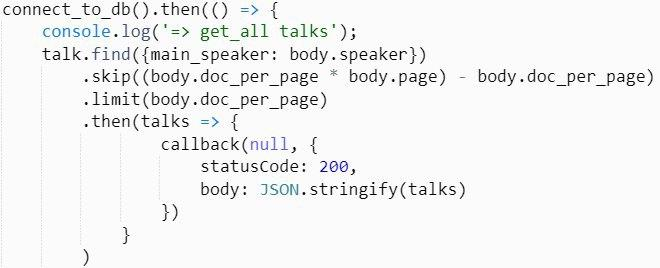 connect_to_db().then(() => {
    console.log('=> get_all talks');
    talk.find({main_speaker: body.speaker})
        .skip((body.doc_per_page * body.page) - body.doc_per_page)
        .limit(body.doc_per_page)
        .then(talks => {
                callback(null, {
                    statusCode: 200,
                    body: JSON.stringify(talks)
                })
            }
        )